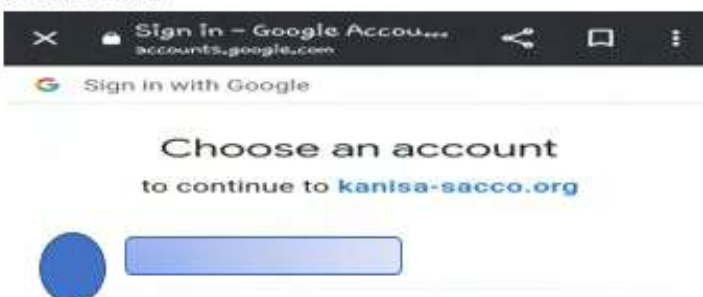 Sign in – Google Accou...
accounts.google.com
Sign in with Google
Choose an account
to continue to kanisa-sacco.org